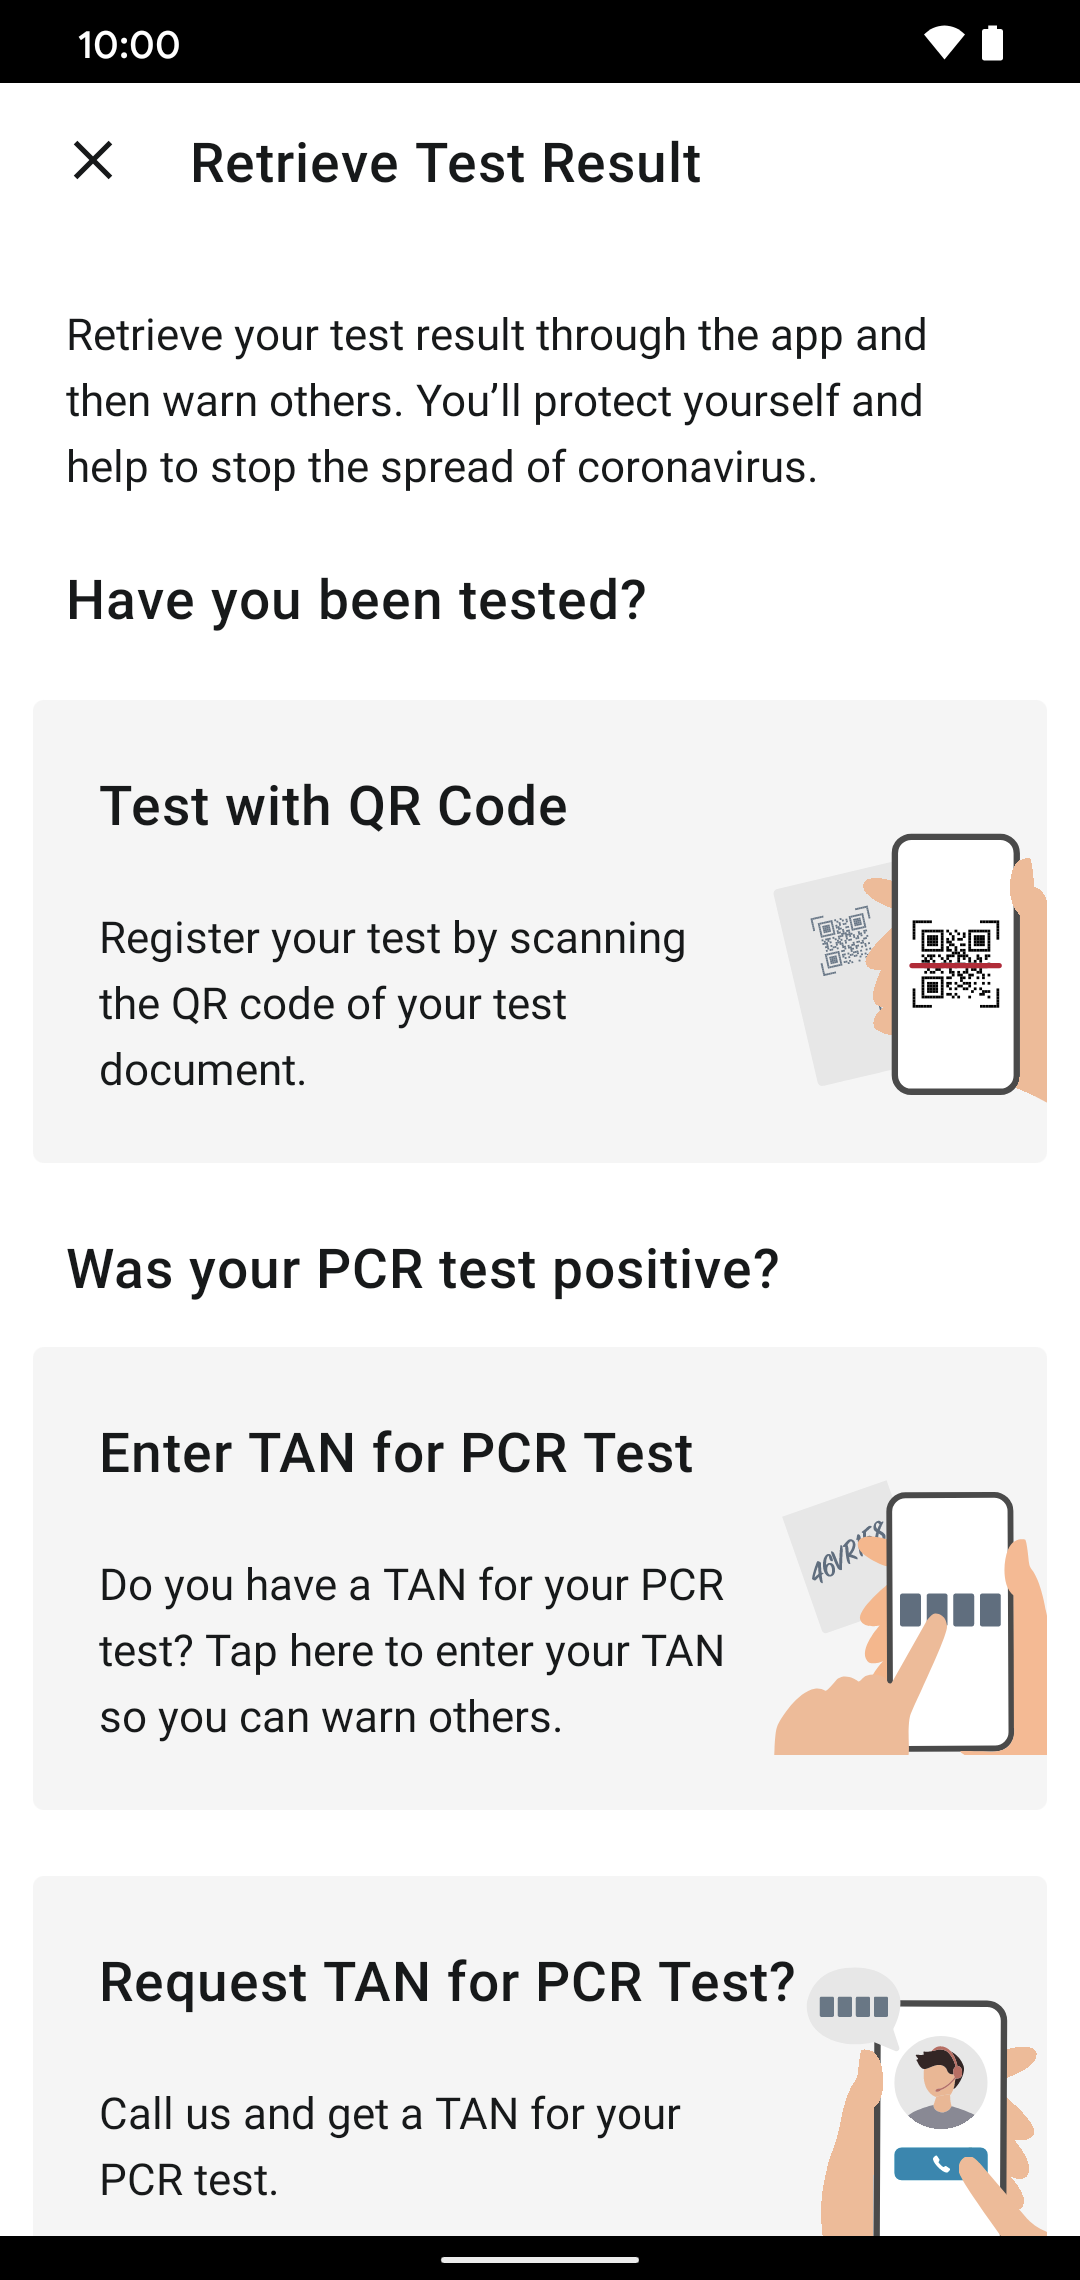 10:00
Retrieve Test Result
Retrieve your test result through the app and
then warn others. You’ll protect yourself and
help to stop the spread of coronavirus.
Have you been tested?
Test with QR Code
Register your test by scanning
the QR code of your test
document.
Was your PCR test positive?
Enter TAN for PCR Test
Do you have a TAN for your PCR
test? Tap here to enter your TAN
so you can warn others.
Request TAN for PCR Test?
Call us and get a TAN for your
PCR test.